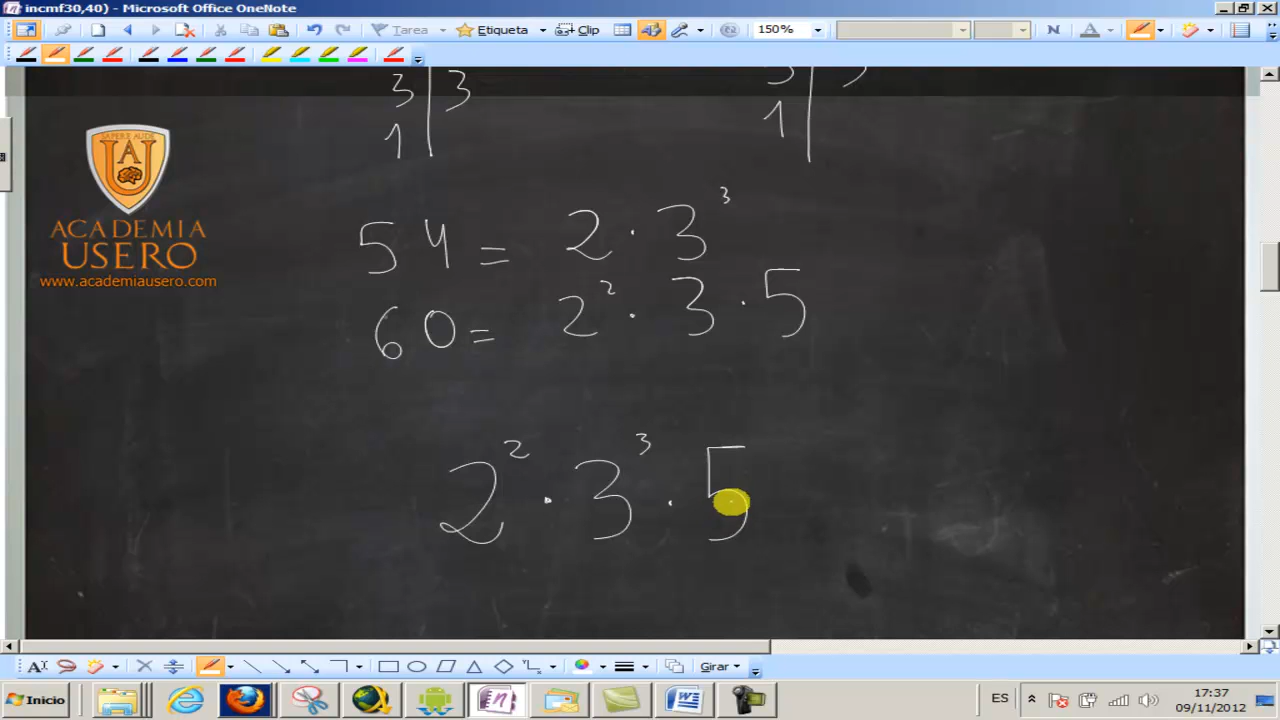 incmf30,40) - Microsoft Office OneNote
Tarea Etiqueta Clip 150% N A
3 3
1
1
SAPERE AUDE
UA
ACADEMIA
USERO
www.academiausero.com
54 = 2 · 3³
60 = 2² · 3 · 5
2² · 3³ · 5
A Girar
Inicio
ES 17:37
09/11/2012